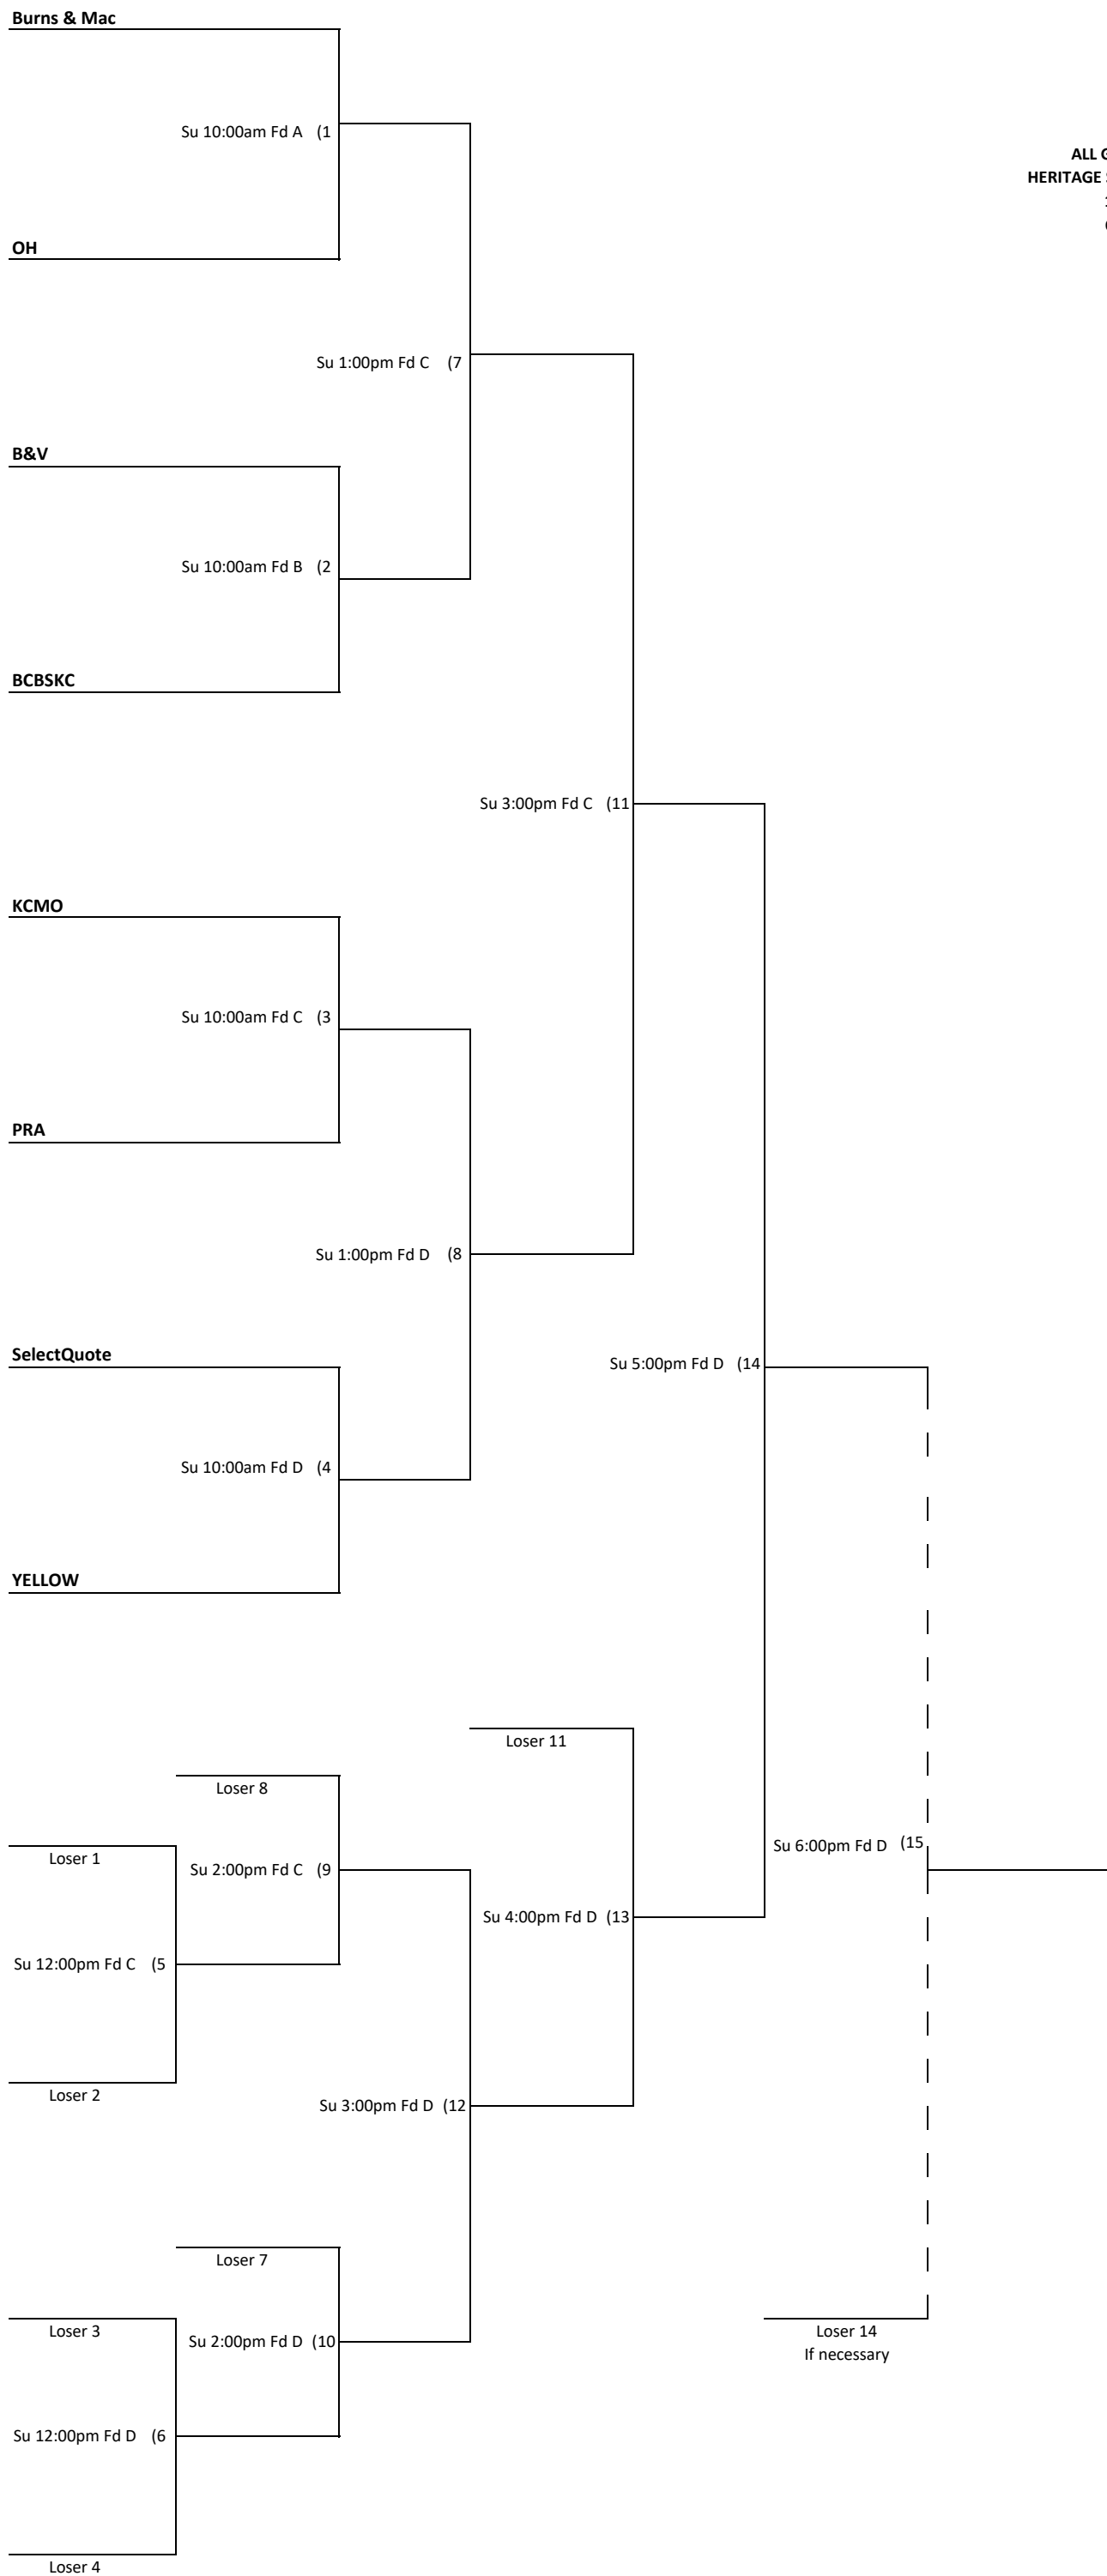 Burns & Mac
Su 10:00am Fd A (1
ALL G
HERITAGE
OH
Su 1:00pm Fd C (7
B&V
Su 10:00am Fd B (2
BCBSKC
Su 3:00pm Fd C (11
KCMO
Su 10:00am Fd C (3
PRA
Su 1:00pm Fd D (8
SelectQuote
Su 5:00pm Fd D (14
Su 10:00am Fd D (4
YELLOW
Loser 11
Loser 8
Su 6:00pm Fd D (15
Loser 1
Su 2:00pm Fd C (9
Su 4:00pm Fd D (13
Su 12:00pm Fd C (5
Loser 2
Su 3:00pm Fd D (12
Loser 7
Loser 3
Su 2:00pm Fd D (10
Loser 14
If necessary
Su 12:00pm Fd D (6
Loser 4